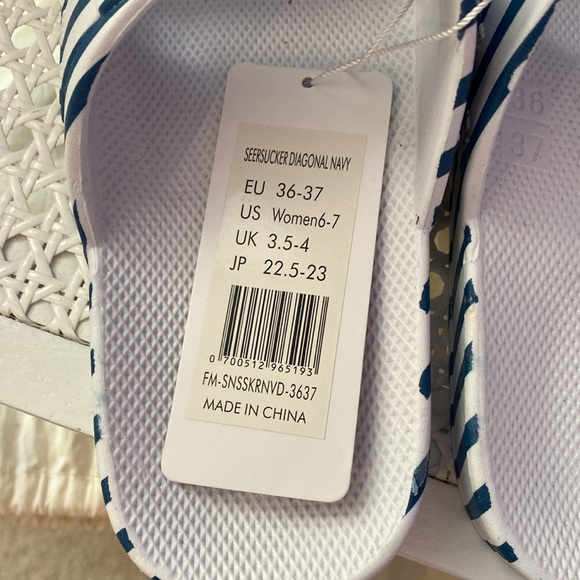 SEERSUCKER DIAGONAL NAVY
EU 36-37
US Women6-7
UK 3.5-4
JP 22.5-23
0 700512 965193
FM-SNSSKRNVD-3637
MADE IN CHINA
36
37